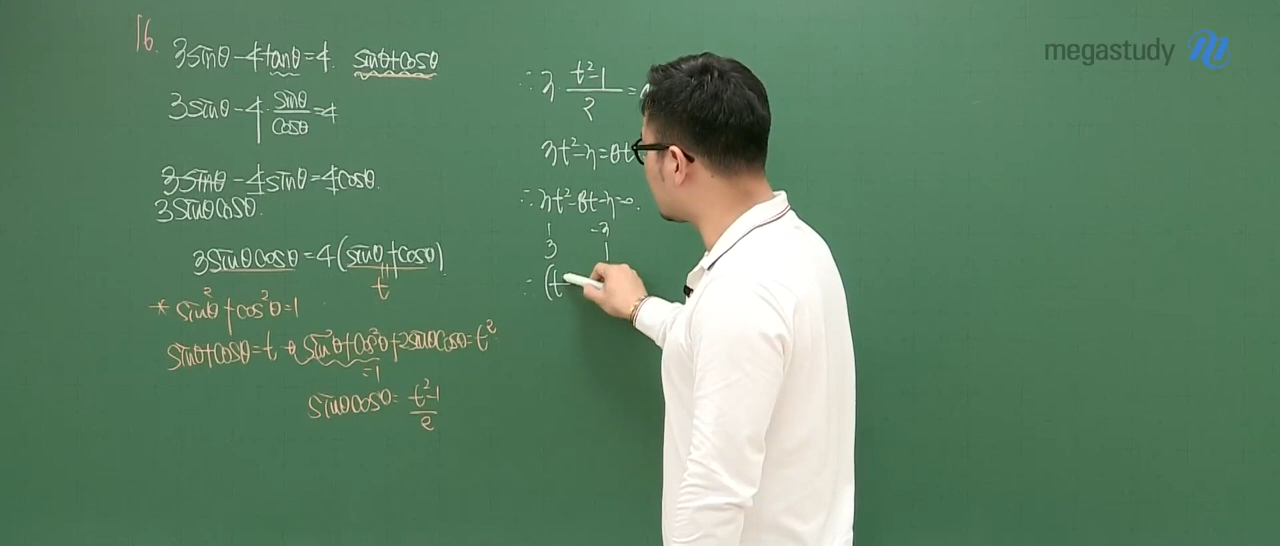 16.
3sinθ-4tanθ=4. sinθ+cosθ
3sinθ-4·sinθ/cosθ=4
3sinθ-4sinθ=4cosθ.
3sinθcosθ.
3sinθcosθ=4(sinθ+cosθ)
t
* sin²θ+cos²θ=1
sinθ+cosθ=t sin²θ+cos²θ+2sinθcosθ=t²
=1
sinθcosθ=(t²-1)/2
∴ 3·(t²-1)/2=
3t²-3=8t
∴ 3t²-8t-3=0.
1 -3
3 1
∴ (t-
megastudy